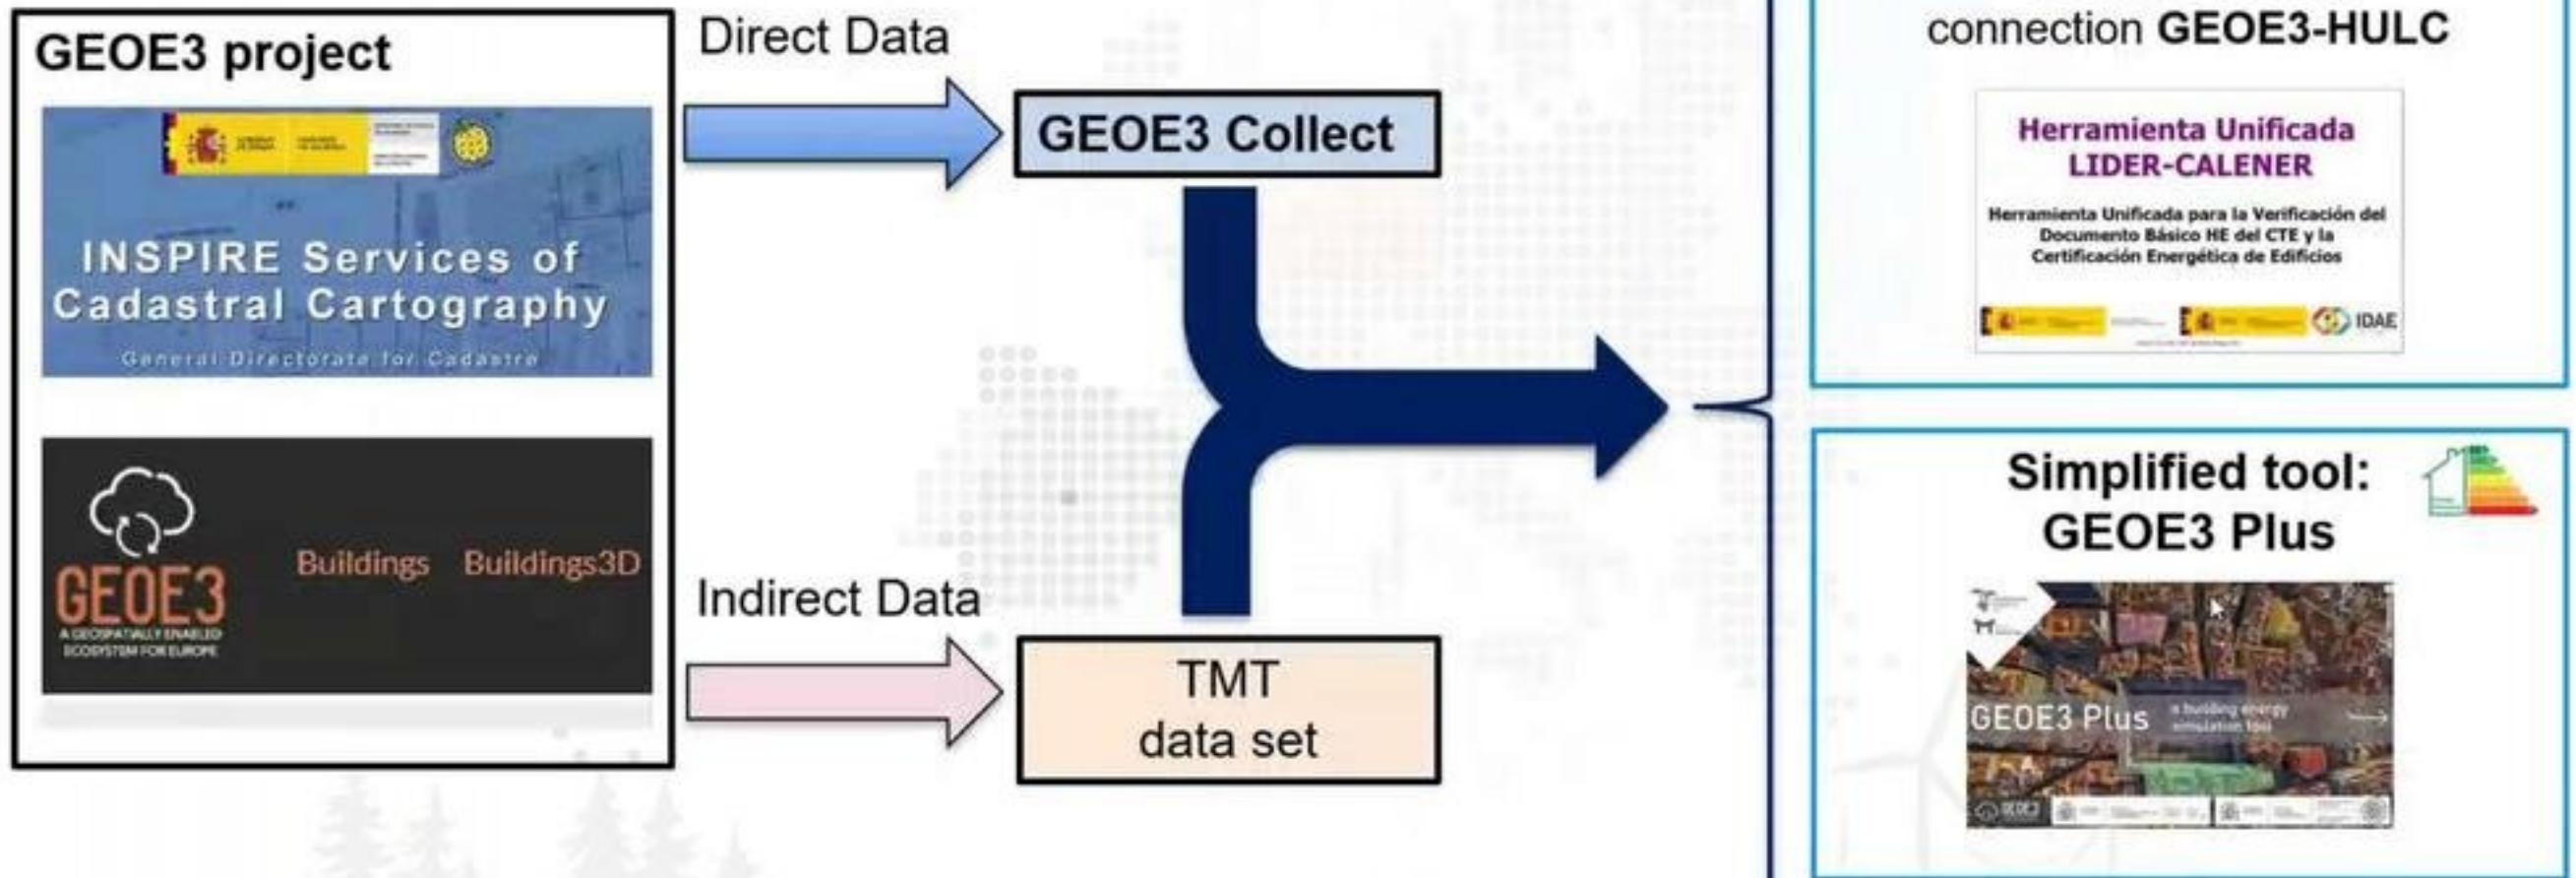 GEOE3 project
INSPIRE Services of
Cadastral Cartography
General Directorate for Cadastre
GEOE3
A GEOSPATIALLY ENABLED
ECOSYSTEM FOR EUROPE
Buildings Buildings3D
Direct Data
GEOE3 Collect
Indirect Data
TMT
data set
connection GEOE3-HULC
Herramienta Unificada
LIDER-CALENER
Herramienta Unificada para la Verificación del
Documento Básico HE del CTE y la
Certificación Energética de Edificios
IDAE
Simplified tool:
GEOE3 Plus
GEOE3 Plus
a building energy
simulation tool
GEOE3